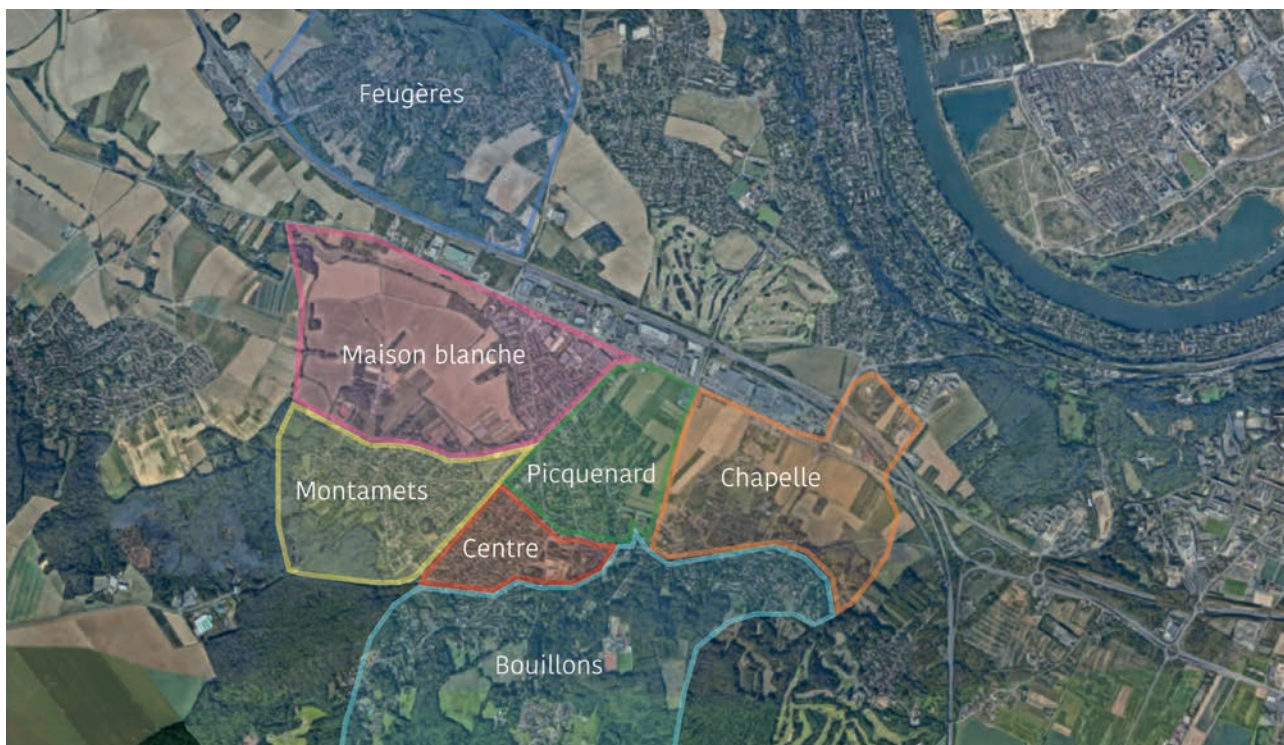 Feugères
Maison blanche
Picquenard
Chapelle
Montamets
Centre
Bouillons